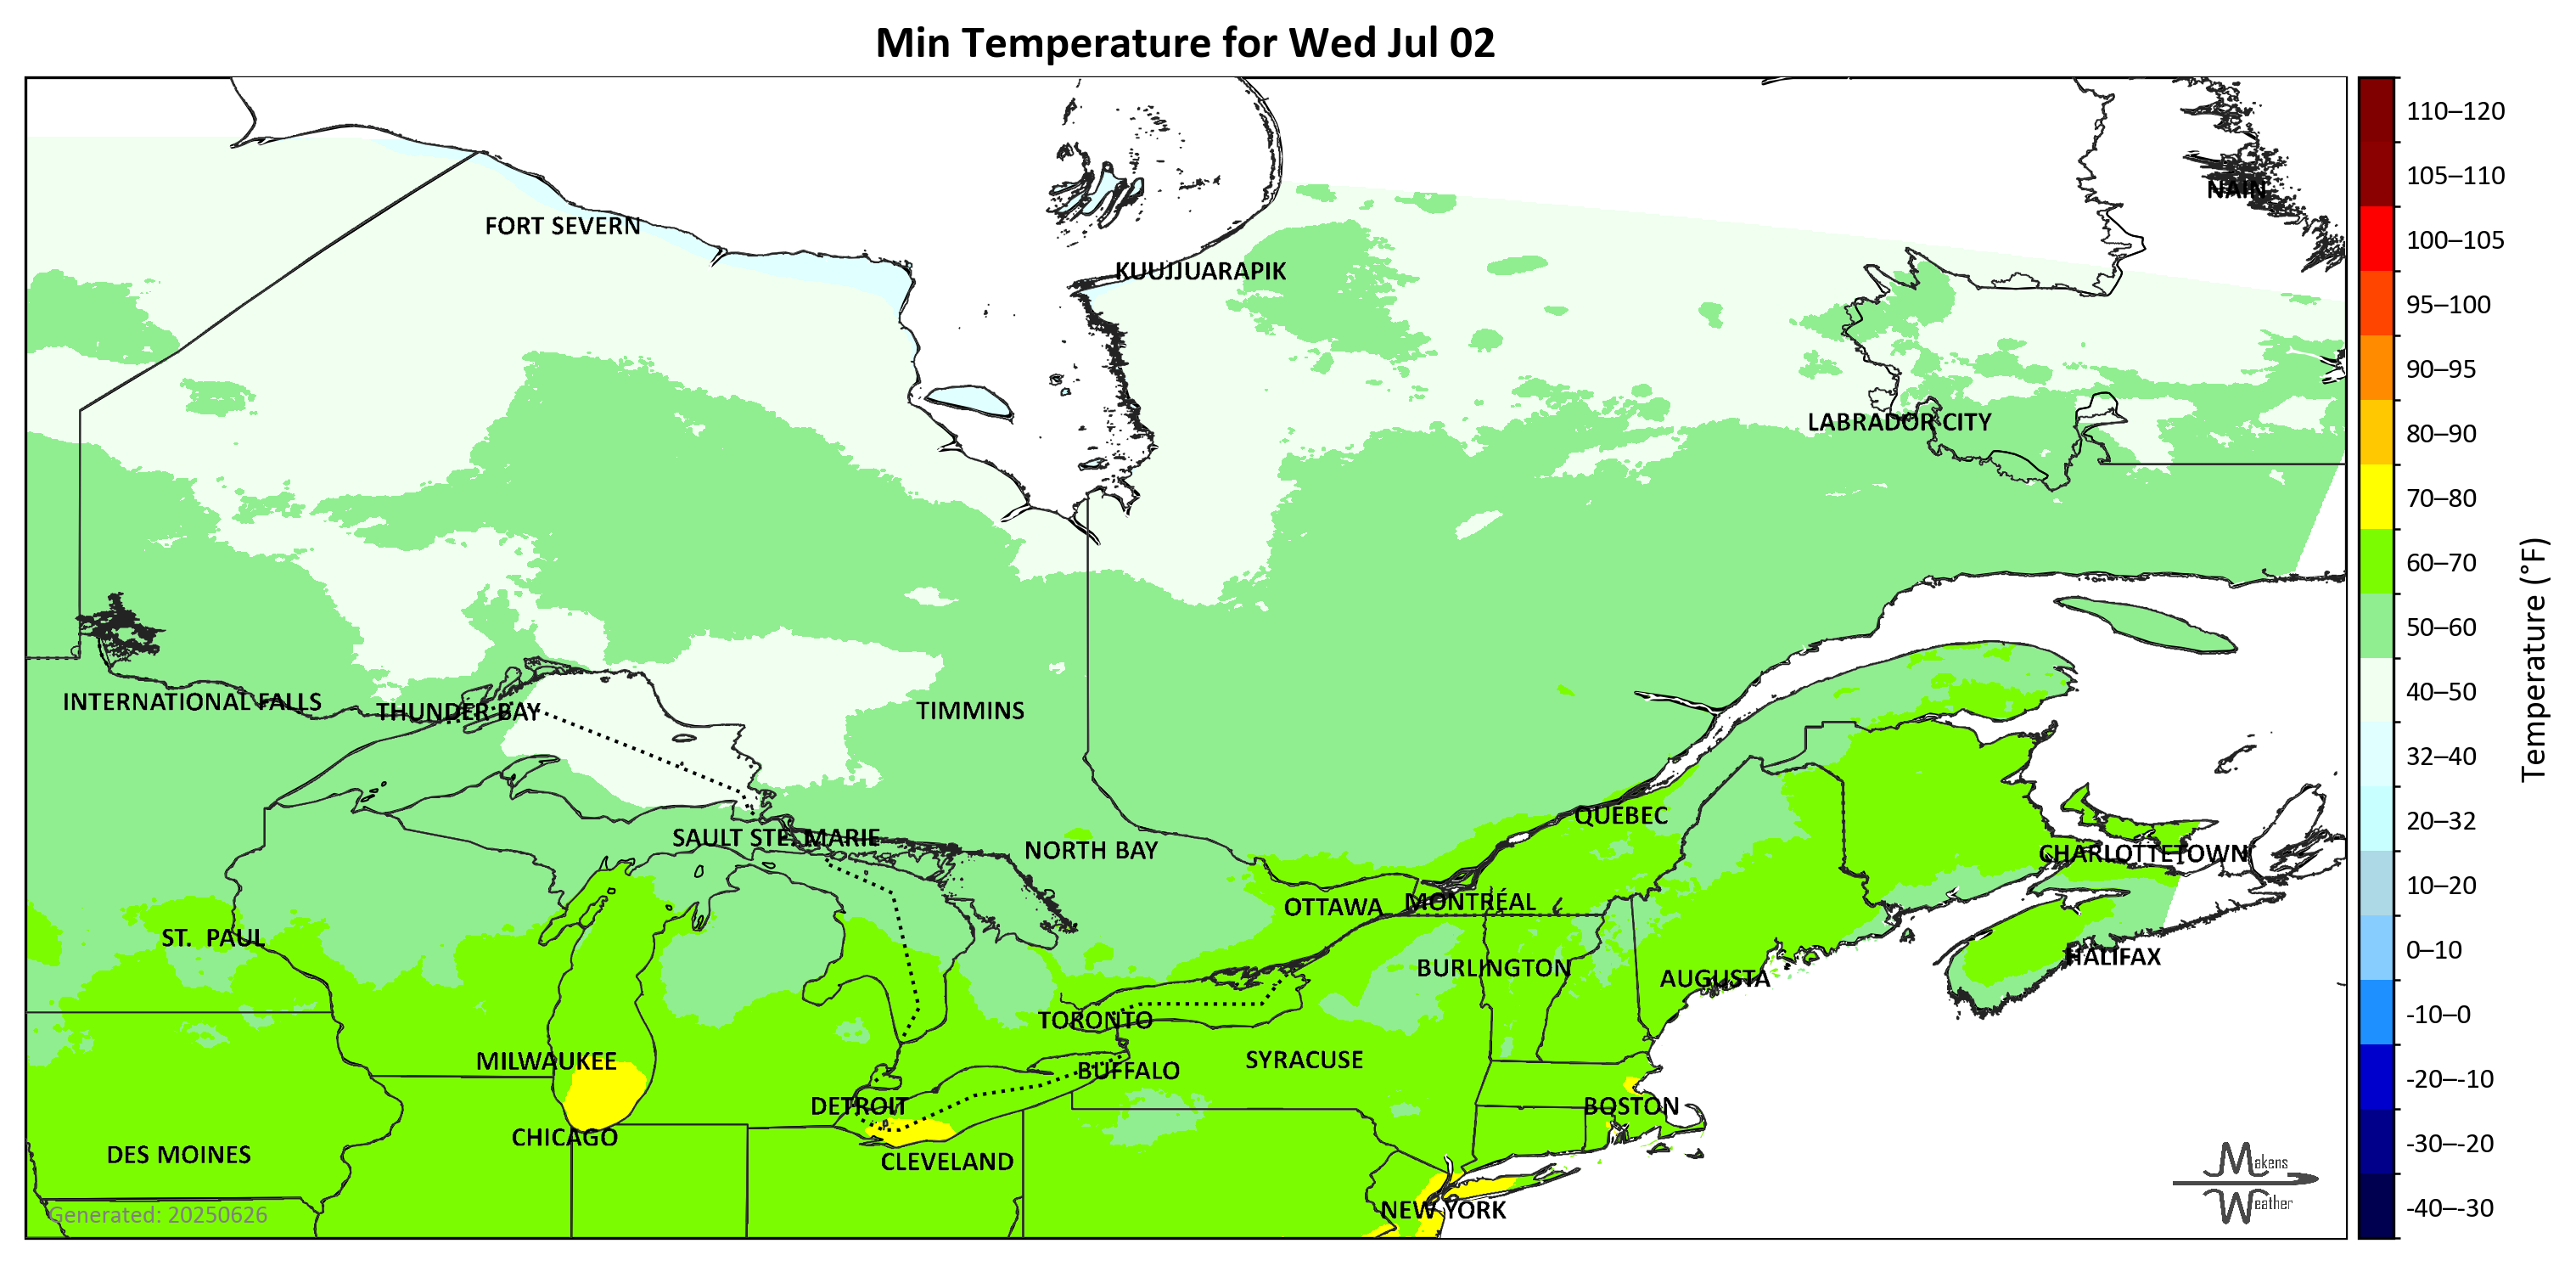 Min Temperature for Wed Jul 02
NAIN
FORT SEVERN
KUUJJUARAPIK
LABRADOR CITY
INTERNATIONAL FALLS
THUNDER BAY
TIMMINS
QUÉBEC
SAULT STE. MARIE
NORTH BAY
CHARLOTTETOWN
OTTAWA
MONTRÉAL
ST. PAUL
HALIFAX
BURLINGTON
AUGUSTA
TORONTO
MILWAUKEE
BUFFALO
SYRACUSE
DETROIT
BOSTON
CHICAGO
CLEVELAND
DES MOINES
NEW YORK
Generated: 20250626
Makens
Weather
110–120
105–110
100–105
95–100
90–95
80–90
70–80
60–70
50–60
40–50
32–40
20–32
10–20
0–10
-10–0
-20–-10
-30–-20
-40–-30
Temperature (°F)